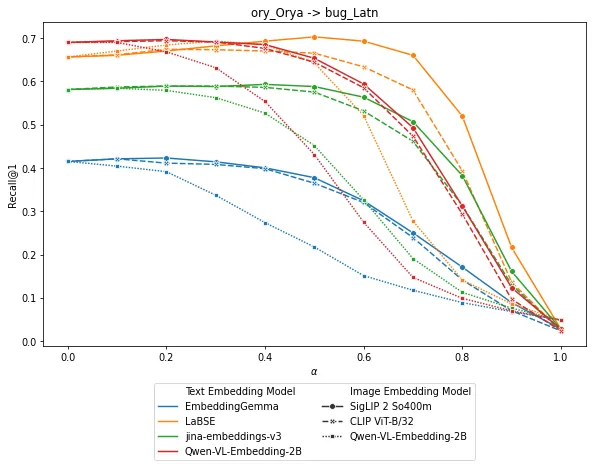 ory_Orya -> bug_Latn
Recall@1
0.7
0.6
0.5
0.4
0.3
0.2
0.1
0.0
0.0 0.2 0.4 0.6 0.8 1.0
α
Text Embedding Model Image Embedding Model
EmbeddingGemma SigLIP 2 So400m
LaBSE CLIP ViT-B/32
jina-embeddings-v3 Qwen-VL-Embedding-2B
Qwen-VL-Embedding-2B